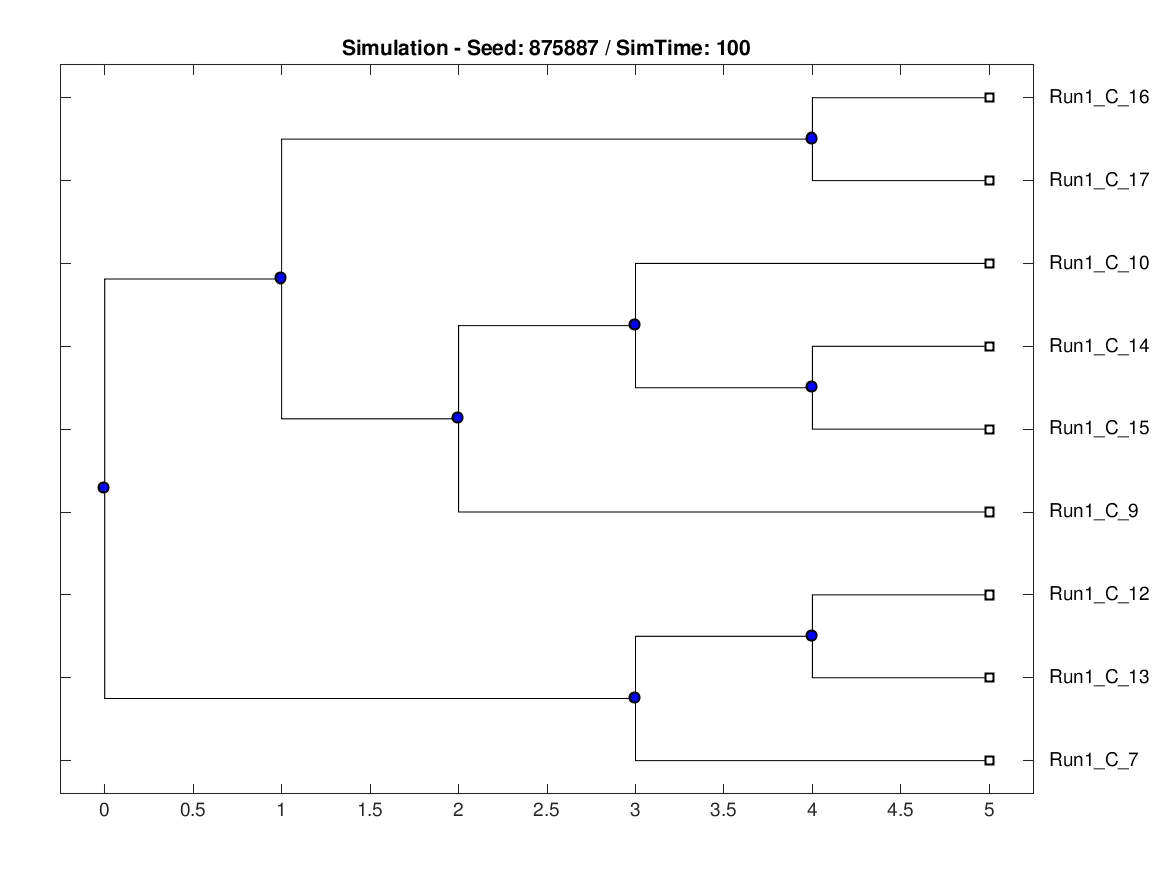 Simulation - Seed: 875887 / SimTime: 100
Run1_C_16
Run1_C_17
Run1_C_10
Run1_C_14
Run1_C_15
Run1_C_9
Run1_C_12
Run1_C_13
Run1_C_7
0 0.5 1 1.5 2 2.5 3 3.5 4 4.5 5